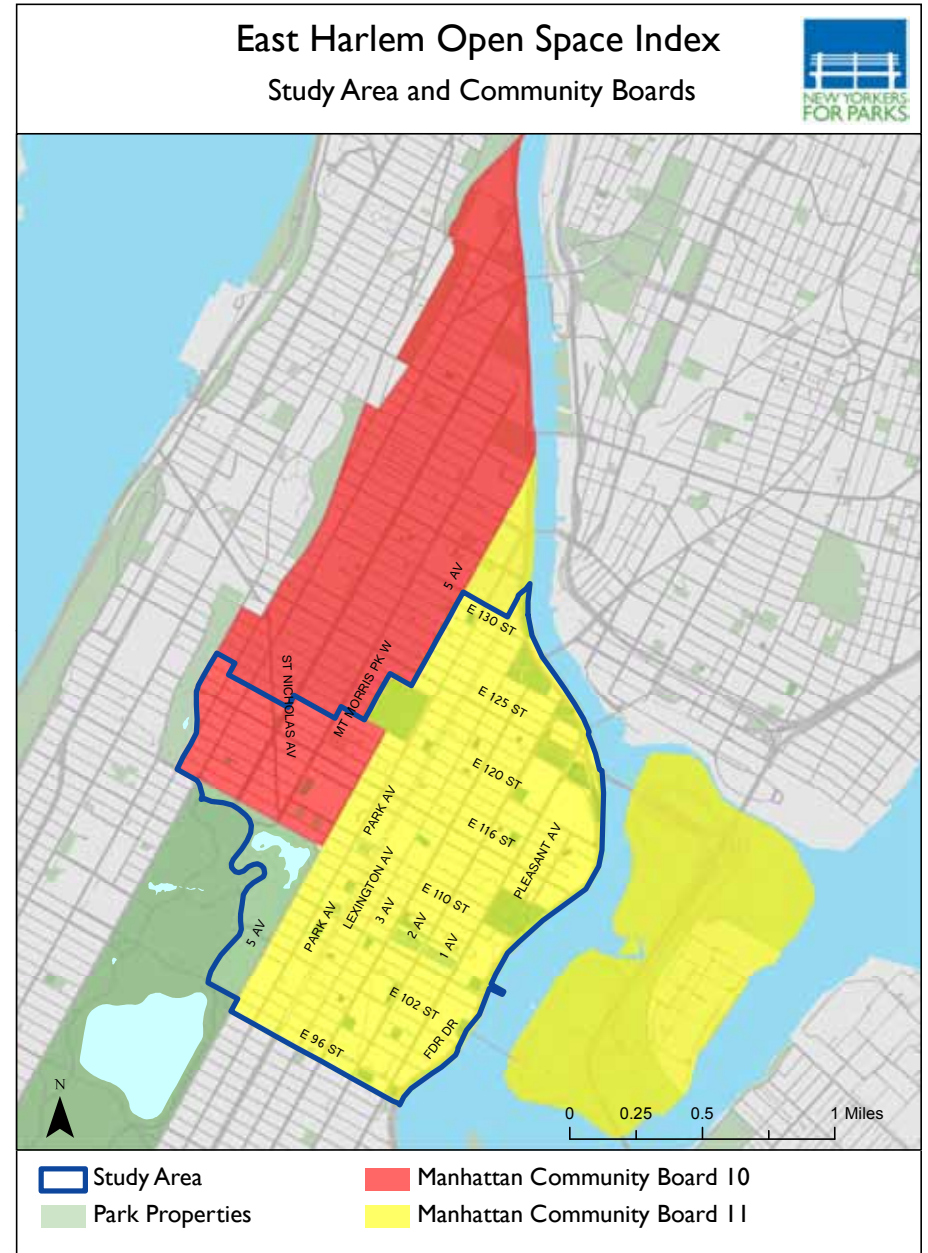 East Harlem Open Space Index
Study Area and Community Boards
NEW YORKERS
FOR PARKS
5 AV
E 130 ST
ST NICHOLAS AV
MT MORRIS PK W
E 125 ST
E 120 ST
PARK AV
E 116 ST
PLEASANT AV
LEXINGTON AV
E 110 ST
3 AV
PARK AV
2 AV
5 AV
1 AV
E 102 ST
FDR DR
E 96 ST
N
0 0.25 0.5 1 Miles
Study Area
Manhattan Community Board 10
Park Properties
Manhattan Community Board 11